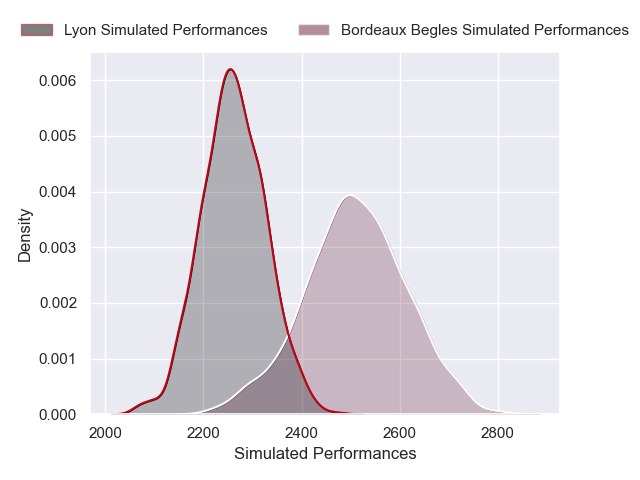 Lyon Simulated Performances
Bordeaux Begles Simulated Performances
0.006
0.005
0.004
0.003
0.002
0.001
0.000
Density
2000 2200 2400 2600 2800
Simulated Performances